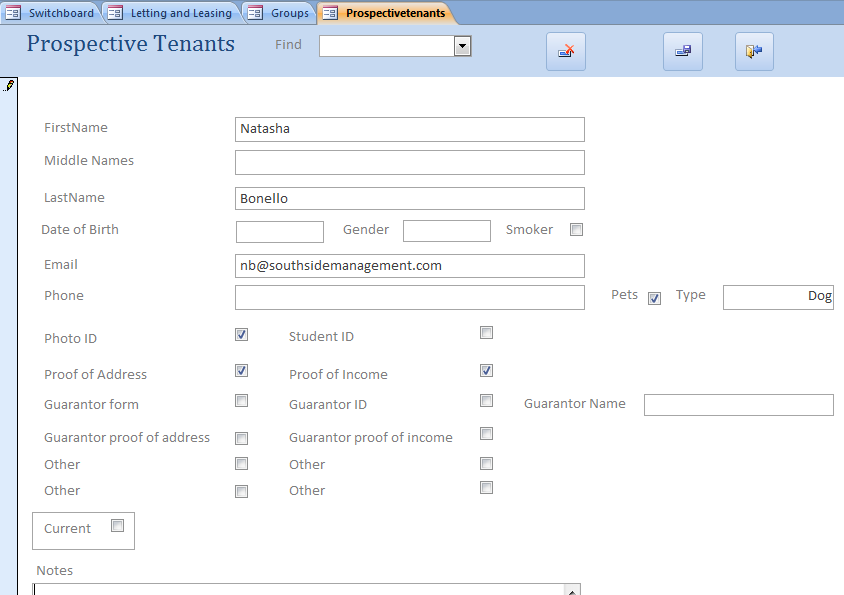 Switchboard Letting and Leasing Groups Prospectivetenants
Prospective Tenants Find
FirstName Natasha
Middle Names
LastName Bonello
Date of Birth Gender Smoker
Email nb@southsidemanagement.com
Phone Pets Type Dog
Photo ID Student ID
Proof of Address Proof of Income
Guarantor form Guarantor ID Guarantor Name
Guarantor proof of address Guarantor proof of income
Other Other
Other Other
Current
Notes